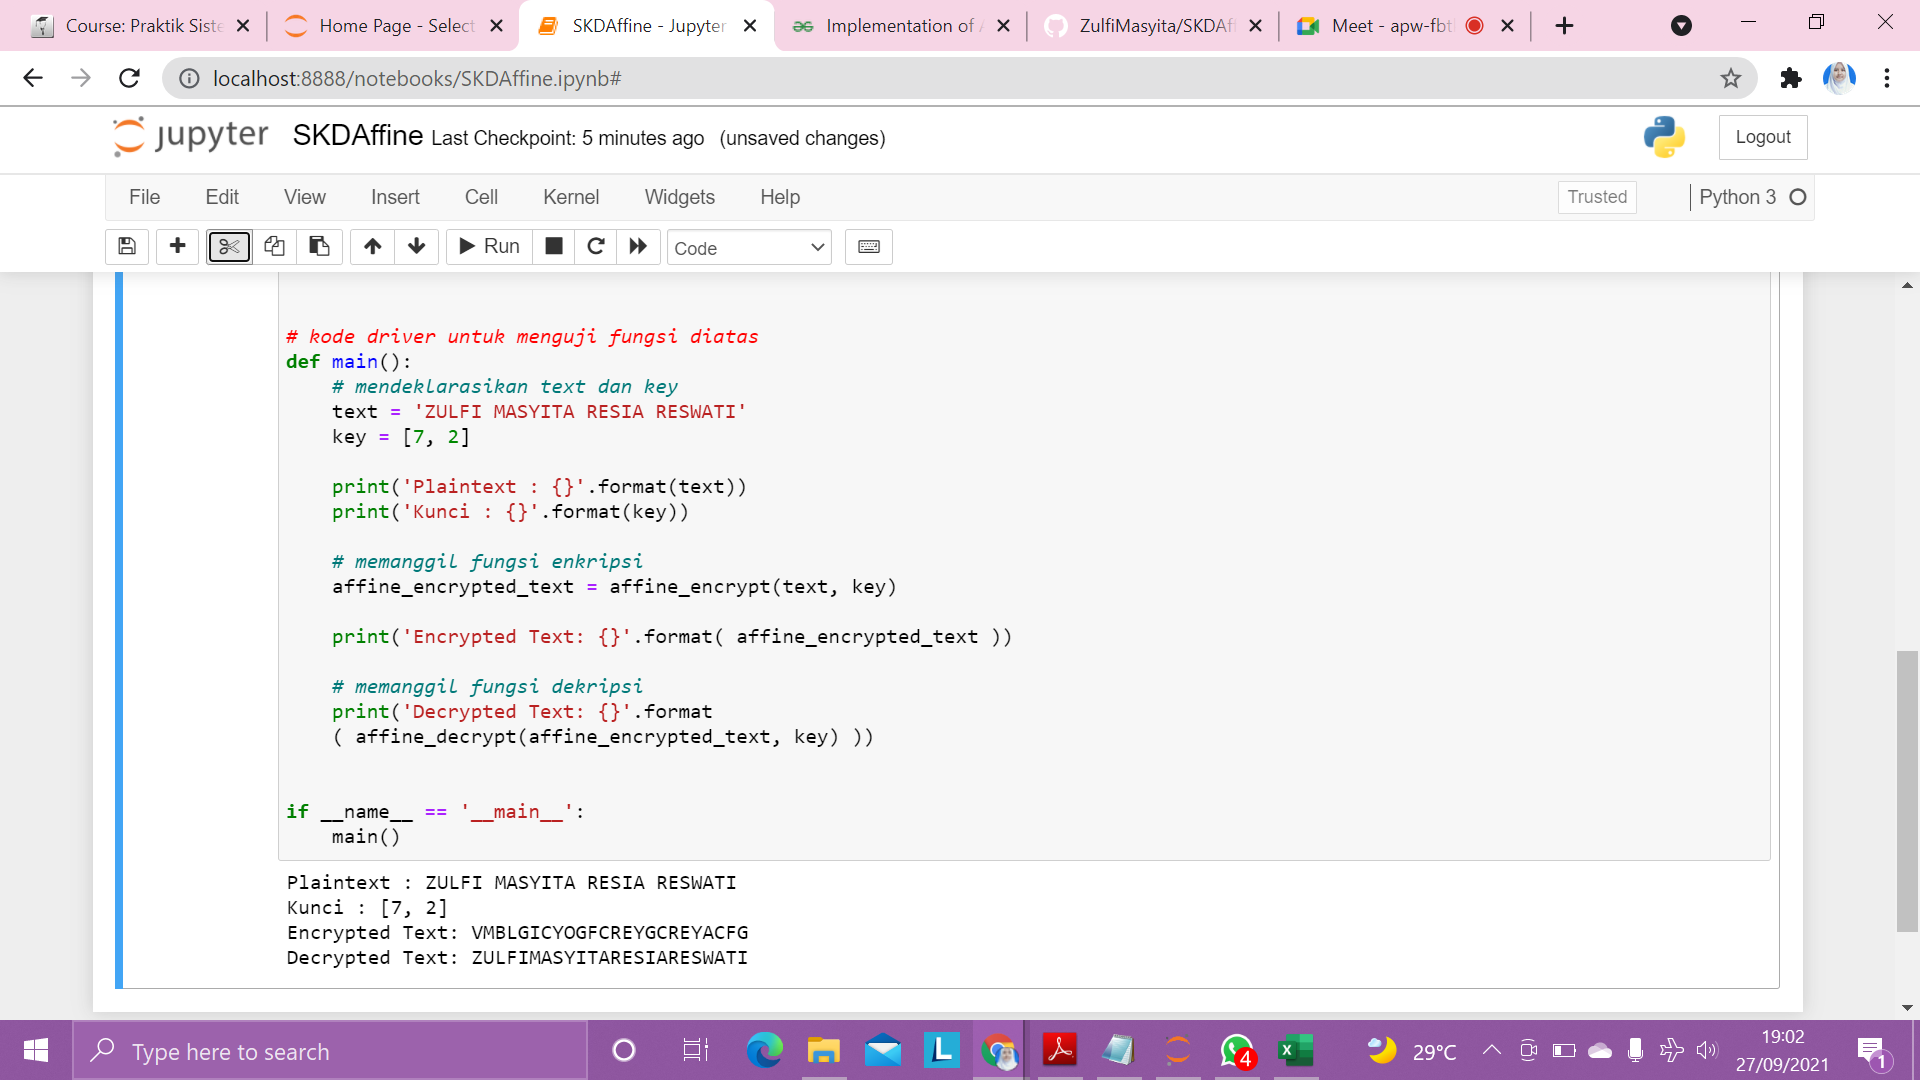 Course: Praktik Siste
Home Page - Select
SKDAffine - Jupyter
Implementation of A
ZulfiMasyita/SKDAff
Meet - apw-fbt
localhost:8888/notebooks/SKDAffine.ipynb#
jupyter SKDAffine Last Checkpoint: 5 minutes ago (unsaved changes)
Logout
File Edit View Insert Cell Kernel Widgets Help
Trusted Python 3
Run Code
# kode driver untuk menguji fungsi diatas
def main():
    # mendeklarasikan text dan key
    text = 'ZULFI MASYITA RESIA RESWATI'
    key = [7, 2]
    print('Plaintext : {}'.format(text))
    print('Kunci : {}'.format(key))
    # memanggil fungsi enkripsi
    affine_encrypted_text = affine_encrypt(text, key)
    print('Encrypted Text: {}'.format( affine_encrypted_text ))
    # memanggil fungsi dekripsi
    print('Decrypted Text: {}'.format
    ( affine_decrypt(affine_encrypted_text, key) ))
if __name__ == '__main__':
    main()
Plaintext : ZULFI MASYITA RESIA RESWATI
Kunci : [7, 2]
Encrypted Text: VMBLGICYOGFCREYGCREYACFG
Decrypted Text: ZULFIMASYITARESIARESWATI
Type here to search
L
4
X
29°C
19:02
27/09/2021
1